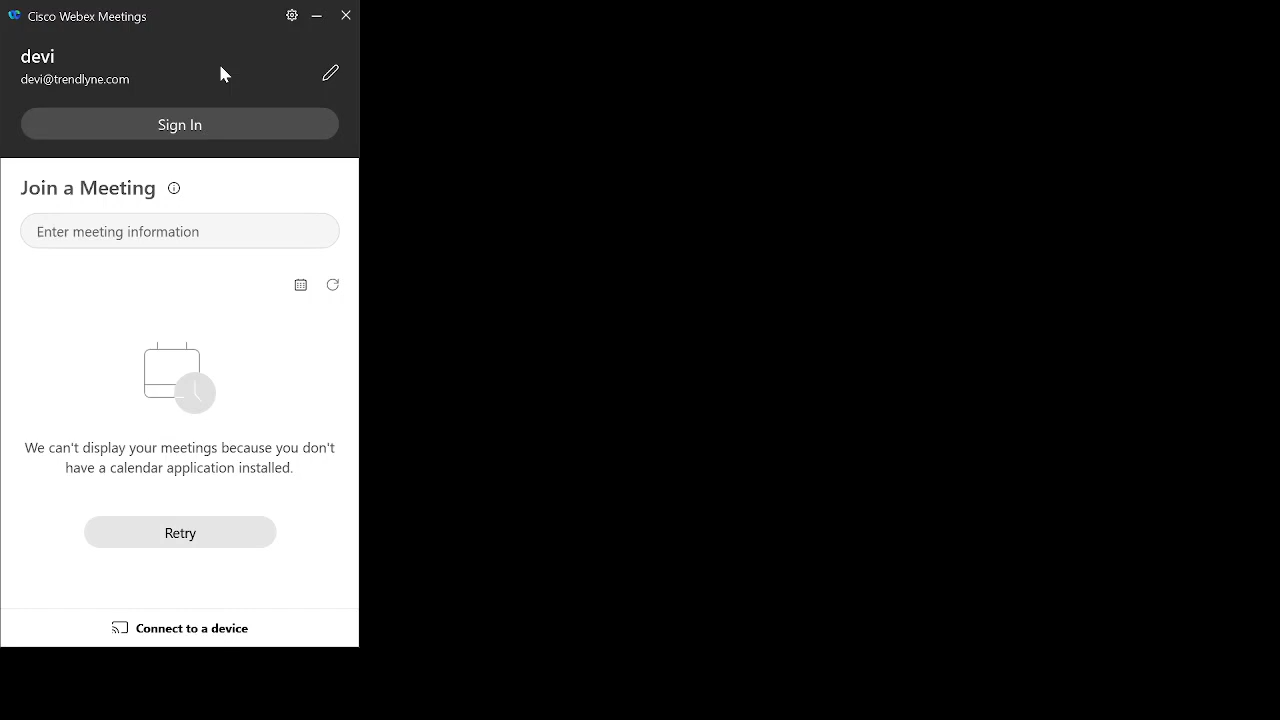 Cisco Webex Meetings
devi
devi@trendlyne.com
Sign In
Join a Meeting
Enter meeting information
We can't display your meetings because you don't
have a calendar application installed.
Retry
Connect to a device